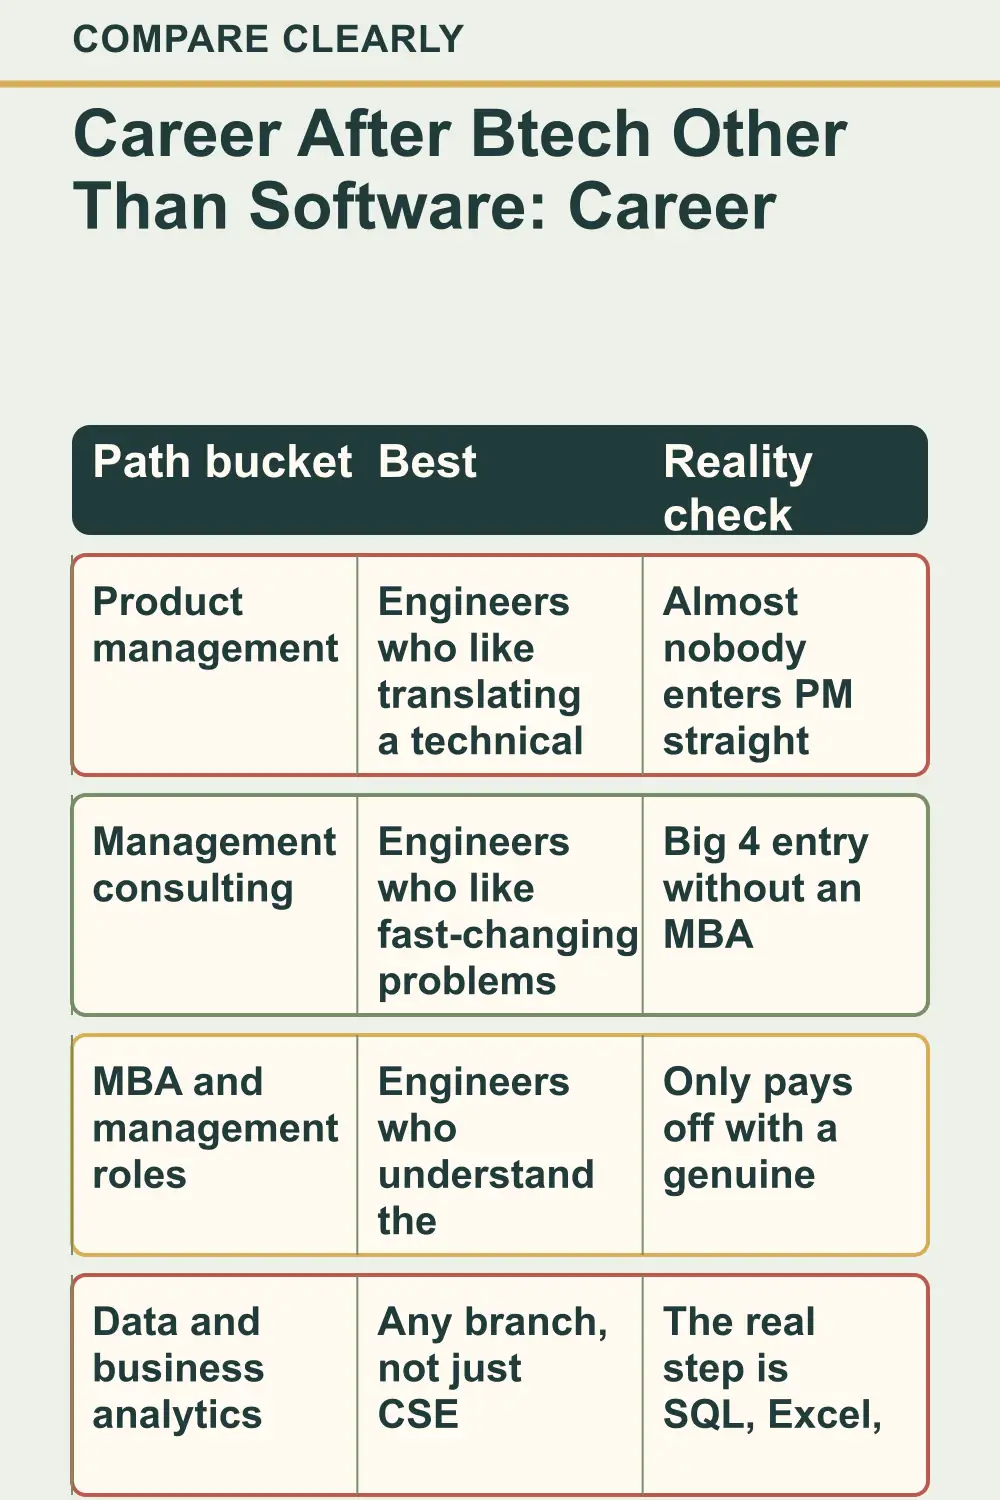 COMPARE CLEARLY
Career After Btech Other
Than Software: Career
Path bucket
Best
Reality
check
Product
management
Engineers
who like
translating
a technical
Almost
nobody
enters PM
straight
Management
consulting
Engineers
who like
fast-changing
problems
Big 4 entry
without an
MBA
MBA and
management
roles
Engineers
who
understand
the
Only pays
off with a
genuine
Data and
business
analytics
Any branch,
not just
CSE
The real
step is
SQL, Excel,